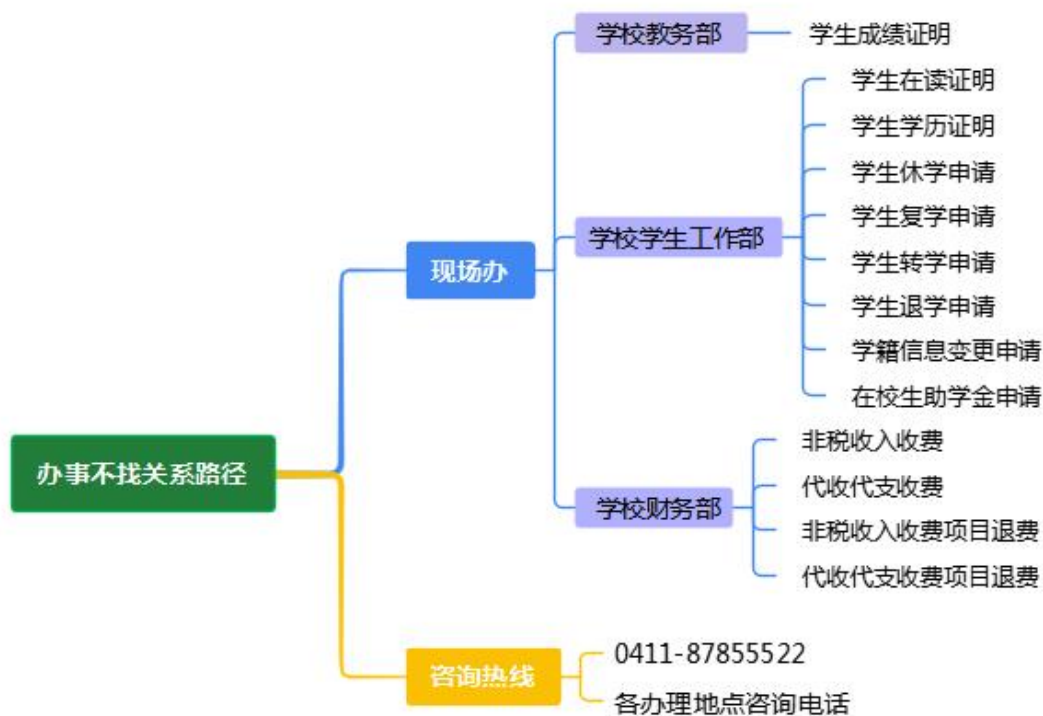 学校教务部
学生成绩证明
学生在读证明
学生学历证明
学生休学申请
学生复学申请
学校学生工作部
现场办
学生转学申请
学生退学申请
学籍信息变更申请
在校生助学金申请
非税收入收费
办事不找关系路径
代收代支收费
学校财务部
非税收入收费项目退费
代收代支收费项目退费
咨询热线
0411-87855522
各办理地点咨询电话